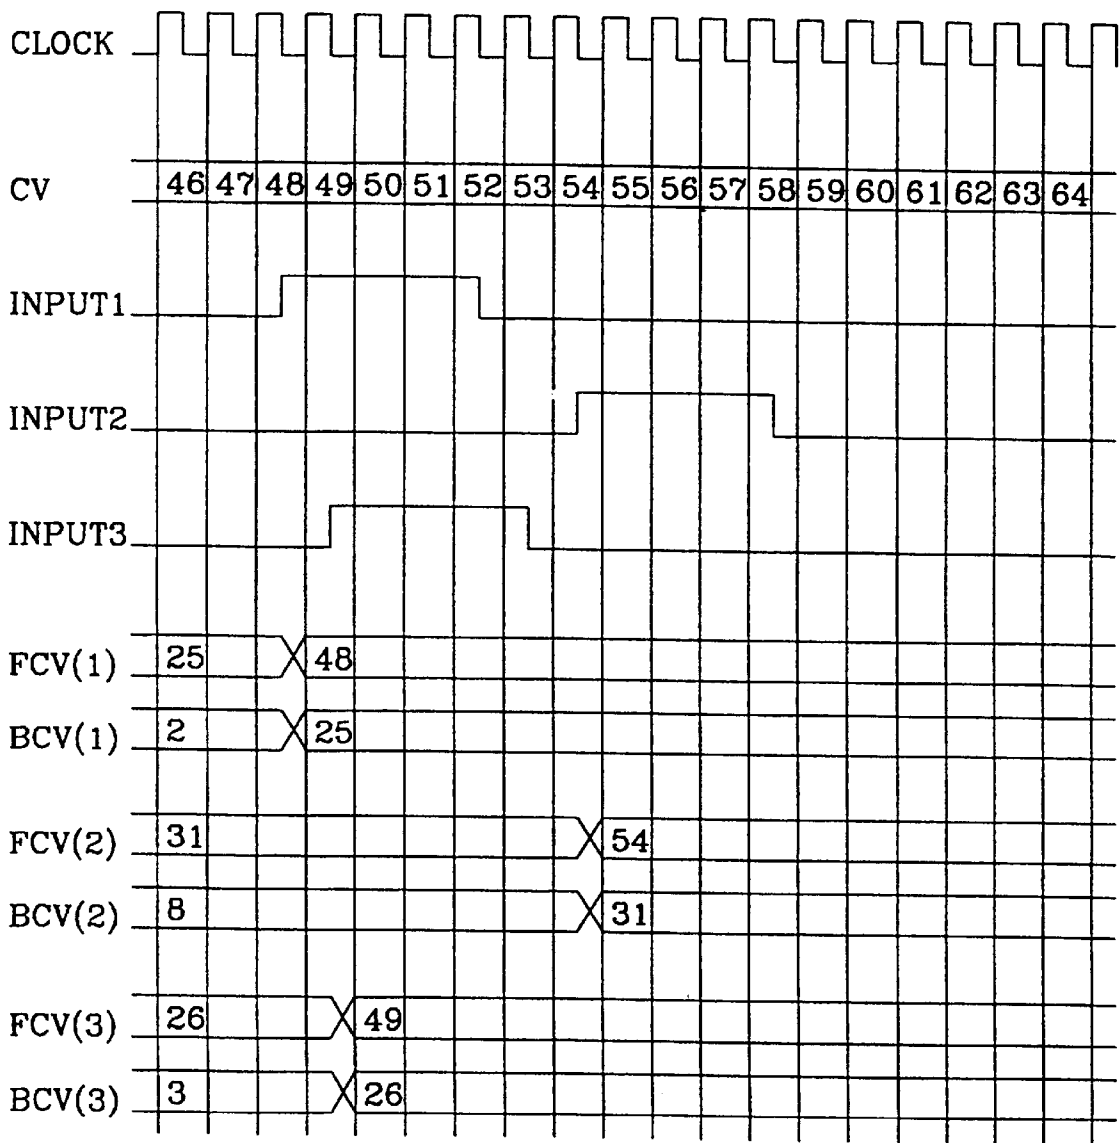 CLOCK
CV 46 47 48 49 50 51 52 53 54 55 56 57 58 59 60 61 62 63 64
INPUT1
INPUT2
INPUT3
FCV(1) 25 48
BCV(1) 2 25
FCV(2) 31 54
BCV(2) 8 31
FCV(3) 26 49
BCV(3) 3 26